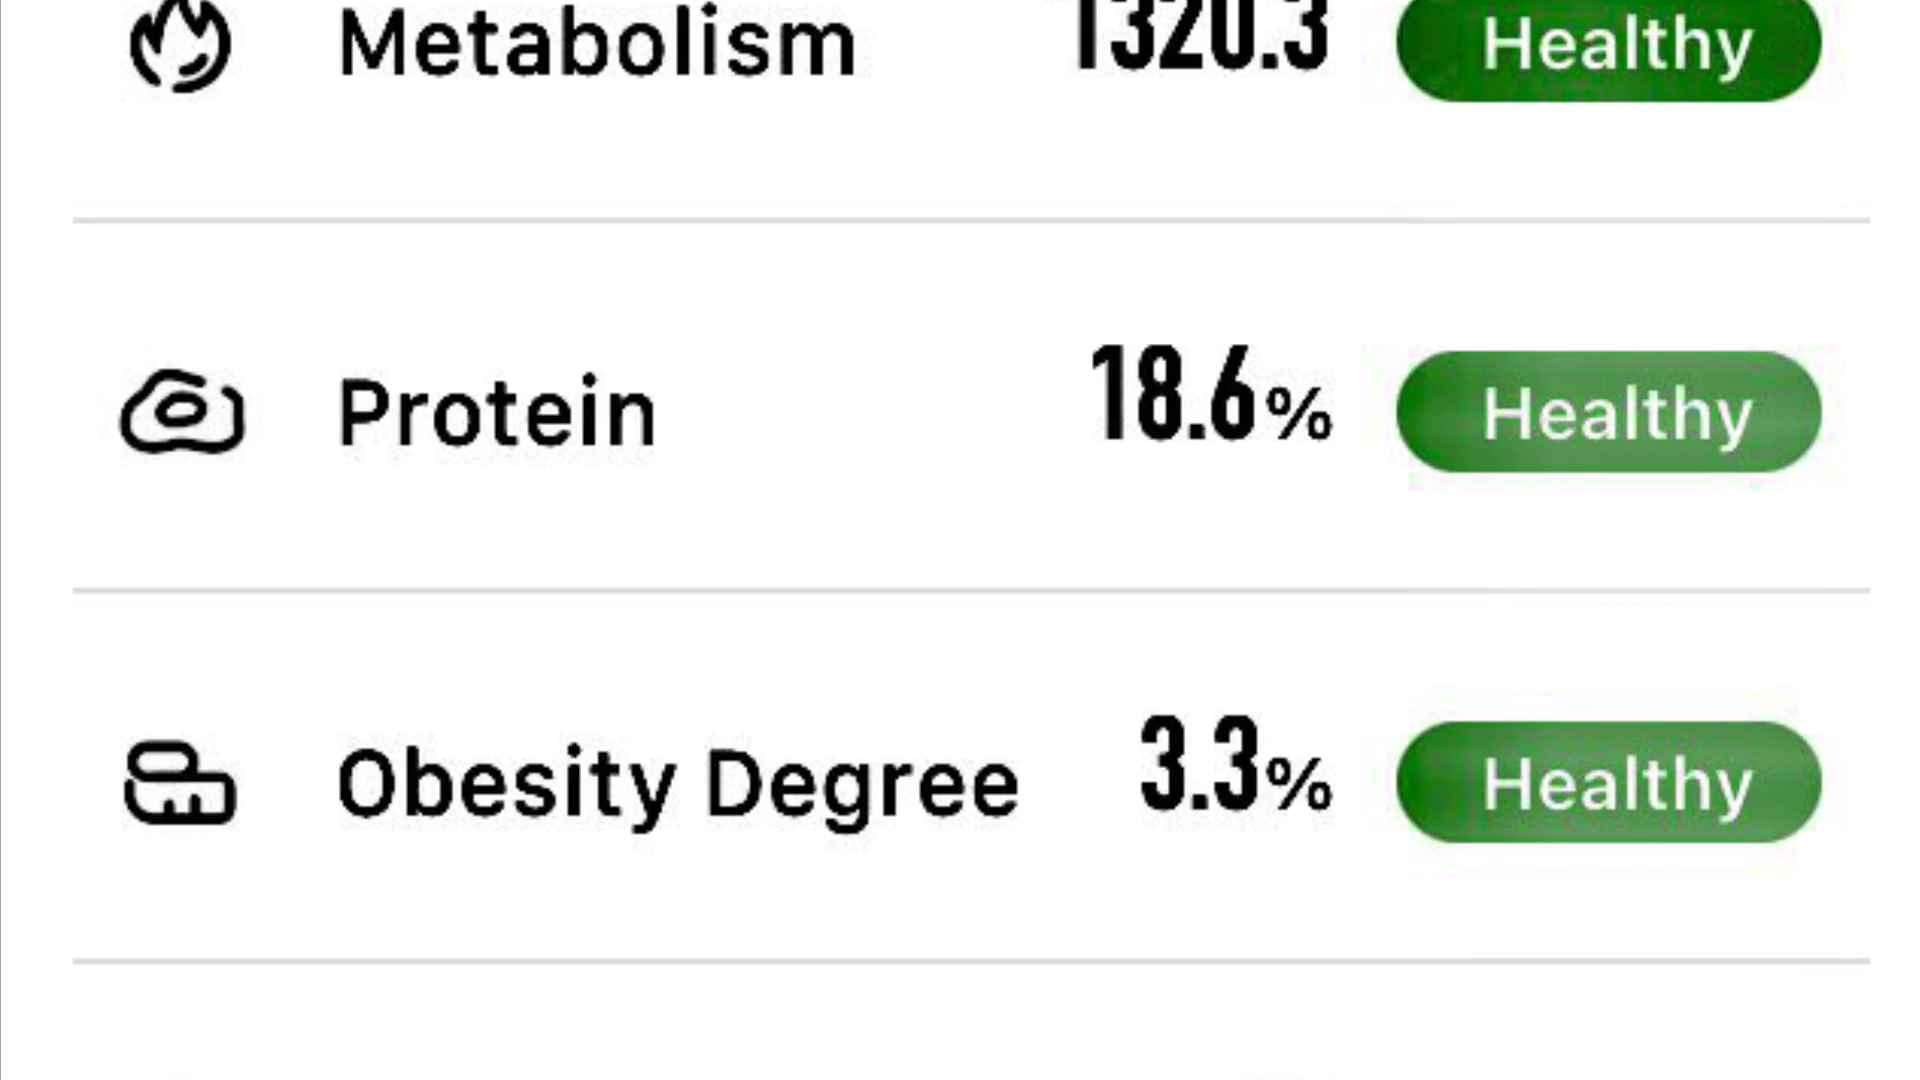 Metabolism 1320.3 Healthy
Protein 18.6% Healthy
Obesity Degree 3.3% Healthy